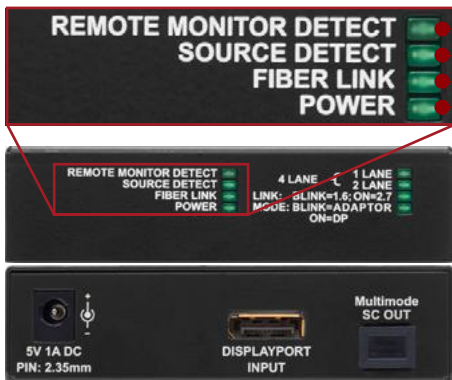 REMOTE MONITOR DETECT
SOURCE DETECT
FIBER LINK
POWER
REMOTE MONITOR DETECT
SOURCE DETECT
FIBER LINK
POWER
4 LANE
1 LANE
2 LANE
LINK: BLINK=1.6; ON=2.7
MODE: BLINK=ADAPTOR
ON=DP
+
-
5V 1A DC
PIN: 2.35mm
DISPLAYPORT
INPUT
Multimode
SC OUT